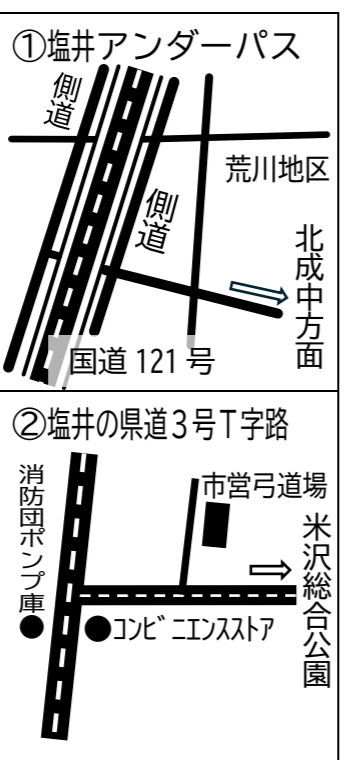 ①塩井アンダーパス
側道
側道
荒川地区
北成中方面
国道121号
②塩井の県道3号T字路
消防団ポンプ庫
市営弓道場
米沢総合公園
コンビニエンスストア